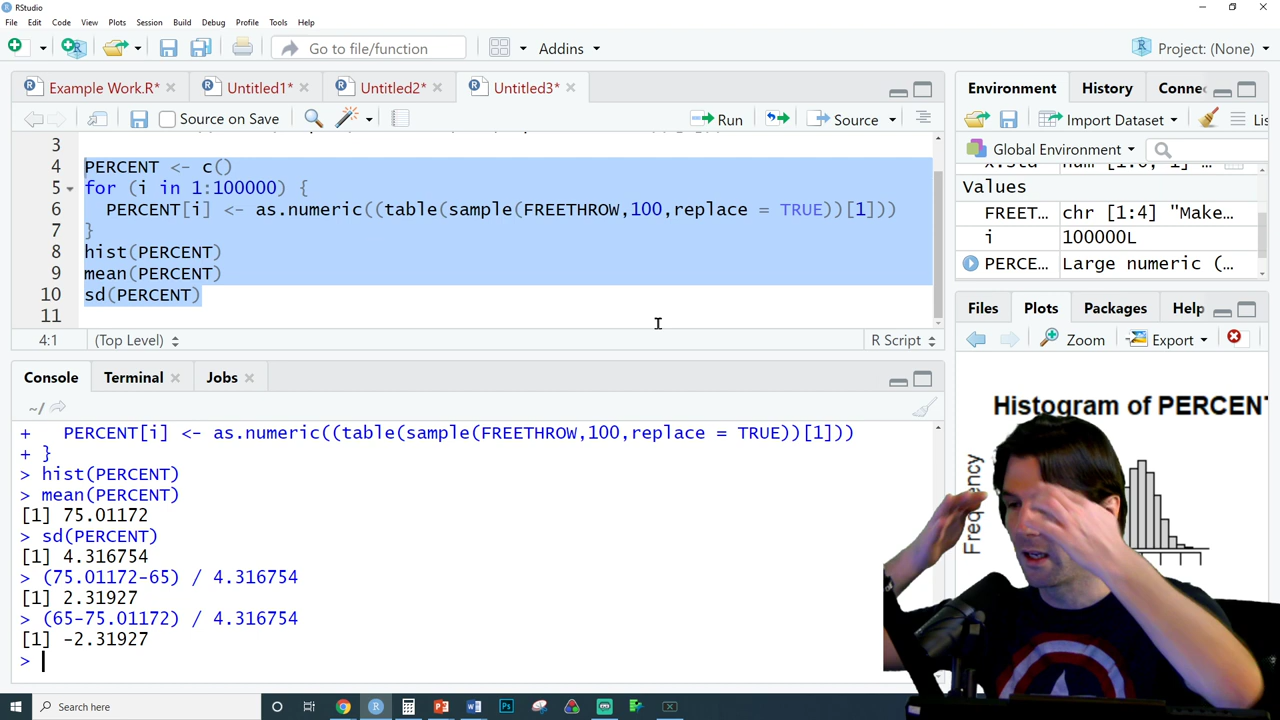 RStudio
File Edit Code View Plots Session Build Debug Profile Tools Help
Go to file/function Addins Project: (None)
Example Work.R* Untitled1* Untitled2* Untitled3*
Source on Save Run Source
3
4 PERCENT <- c()
5 for (i in 1:100000) {
6 PERCENT[i] <- as.numeric((table(sample(FREETHROW,100,replace = TRUE))[1]))
7 }
8 hist(PERCENT)
9 mean(PERCENT)
10 sd(PERCENT)
11
4:1 (Top Level) R Script
Console Terminal Jobs
~/
+ PERCENT[i] <- as.numeric((table(sample(FREETHROW,100,replace = TRUE))[1]))
+ }
> hist(PERCENT)
> mean(PERCENT)
[1] 75.01172
> sd(PERCENT)
[1] 4.316754
> (75.01172-65) / 4.316754
[1] 2.31927
> (65-75.01172) / 4.316754
[1] -2.31927
>
Environment History Connec
Import Dataset Lis
Global Environment
Values
FREET... chr [1:4] "Make...
i 100000L
PERCE... Large numeric (...
Files Plots Packages Help
Zoom Export
Histogram of PERCENT
Frequency
Search here